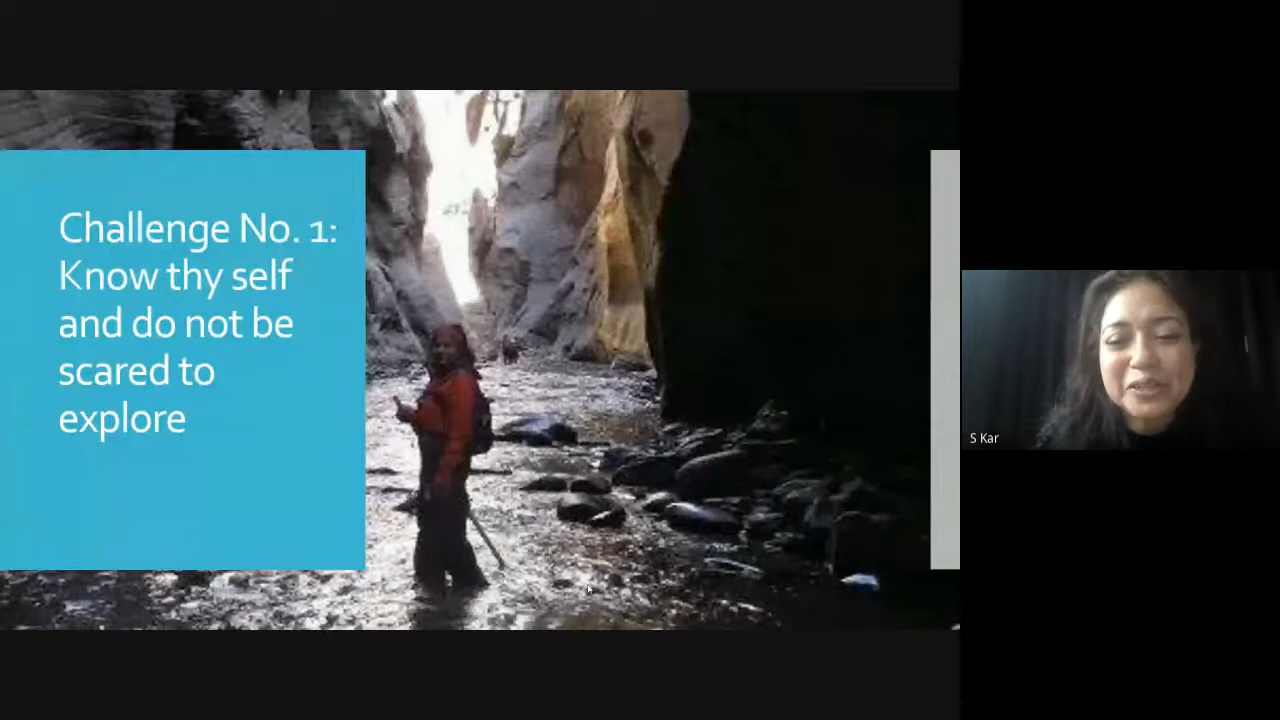 Challenge No. 1:
Know thy self
and do not be
scared to
explore
S Kar